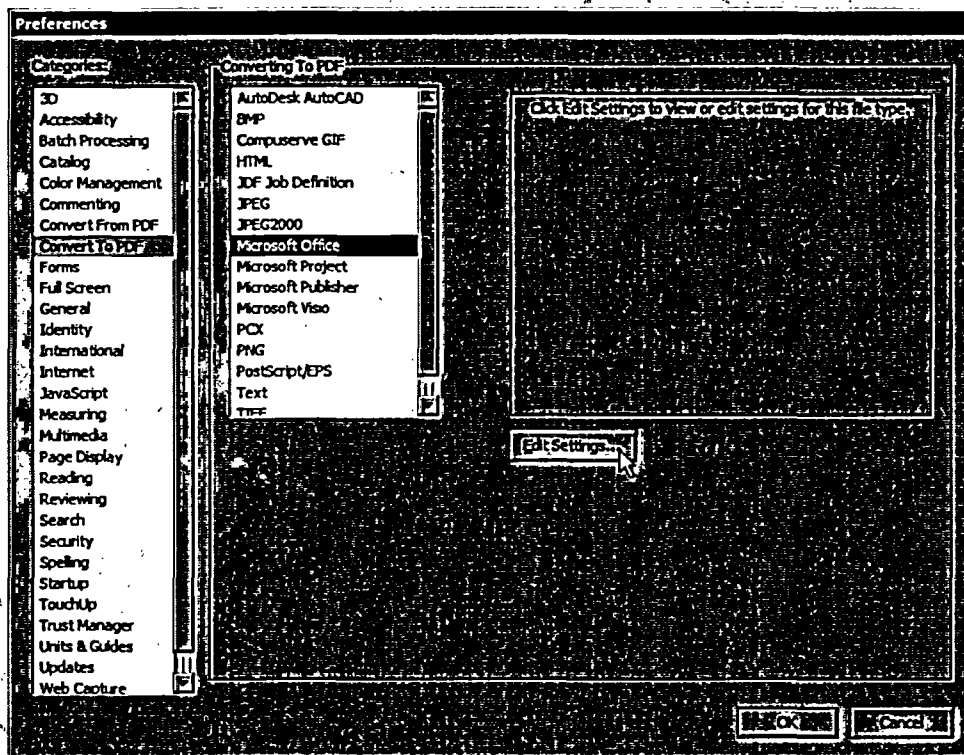 Preferences
Categories:
3D
Accessibility
Batch Processing
Catalog
Color Management
Commenting
Convert From PDF
Convert To PDF
Forms
Full Screen
General
Identity
International
Internet
JavaScript
Measuring
Multimedia
Page Display
Reading
Reviewing
Search
Security
Spelling
Startup
TouchUp
Trust Manager
Units & Guides
Updates
Web Capture
Converting To PDF
AutoDesk AutoCAD
BMP
Compuserve GIF
HTML
JDF Job Definition
JPEG
JPEG2000
Microsoft Office
Microsoft Project
Microsoft Publisher
Microsoft Visio
PCX
PNG
PostScript/EPS
Text
TIFF
Click Edit Settings to view or edit settings for this file type.
Edit Settings...
OK
Cancel